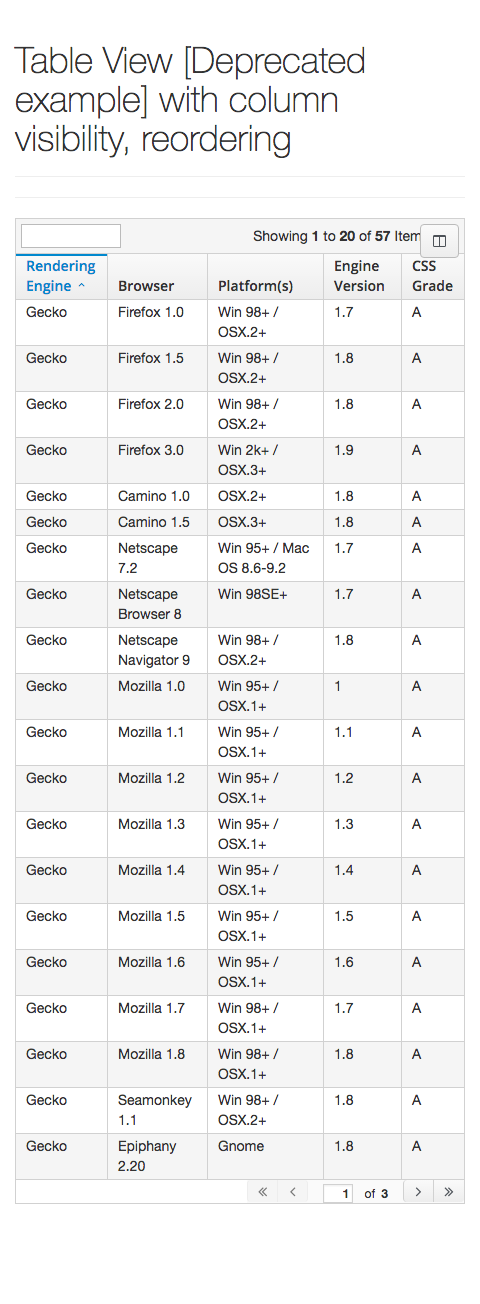 Table View [Deprecated
example] with column
visibility, reordering
Showing 1 to 20 of 57 Item
Rendering Engine Browser Platform(s) Engine Version CSS Grade
Gecko Firefox 1.0 Win 98+ / OSX.2+ 1.7 A
Gecko Firefox 1.5 Win 98+ / OSX.2+ 1.8 A
Gecko Firefox 2.0 Win 98+ / OSX.2+ 1.8 A
Gecko Firefox 3.0 Win 2k+ / OSX.3+ 1.9 A
Gecko Camino 1.0 OSX.2+ 1.8 A
Gecko Camino 1.5 OSX.3+ 1.8 A
Gecko Netscape 7.2 Win 95+ / Mac OS 8.6-9.2 1.7 A
Gecko Netscape Browser 8 Win 98SE+ 1.7 A
Gecko Netscape Navigator 9 Win 98+ / OSX.2+ 1.8 A
Gecko Mozilla 1.0 Win 95+ / OSX.1+ 1 A
Gecko Mozilla 1.1 Win 95+ / OSX.1+ 1.1 A
Gecko Mozilla 1.2 Win 95+ / OSX.1+ 1.2 A
Gecko Mozilla 1.3 Win 95+ / OSX.1+ 1.3 A
Gecko Mozilla 1.4 Win 95+ / OSX.1+ 1.4 A
Gecko Mozilla 1.5 Win 95+ / OSX.1+ 1.5 A
Gecko Mozilla 1.6 Win 95+ / OSX.1+ 1.6 A
Gecko Mozilla 1.7 Win 98+ / OSX.1+ 1.7 A
Gecko Mozilla 1.8 Win 98+ / OSX.1+ 1.8 A
Gecko Seamonkey 1.1 Win 98+ / OSX.2+ 1.8 A
Gecko Epiphany 2.20 Gnome 1.8 A
« ‹ 1 of 3 › »